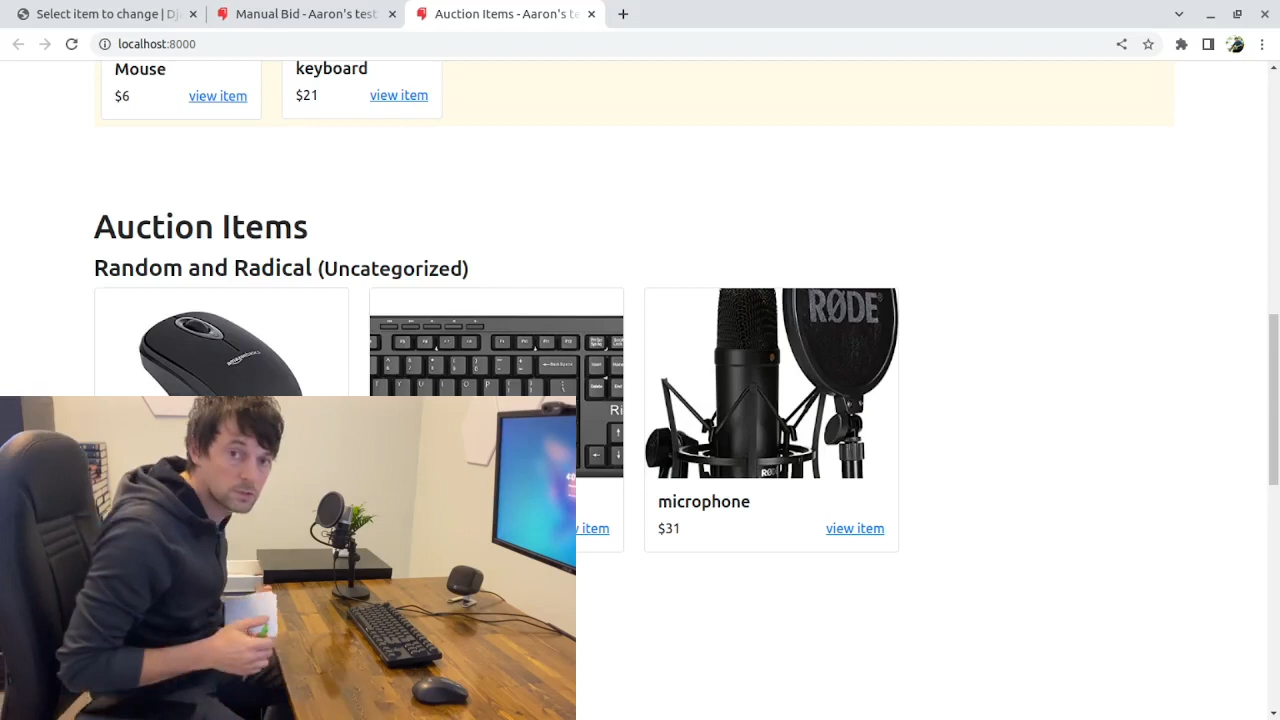 Select item to change | Dj
Manual Bid - Aaron's test
Auction Items - Aaron's te
localhost:8000
Mouse
$6
view item
keyboard
$21
view item
Auction Items
Random and Radical (Uncategorized)
RØDE
microphone
$31
view item